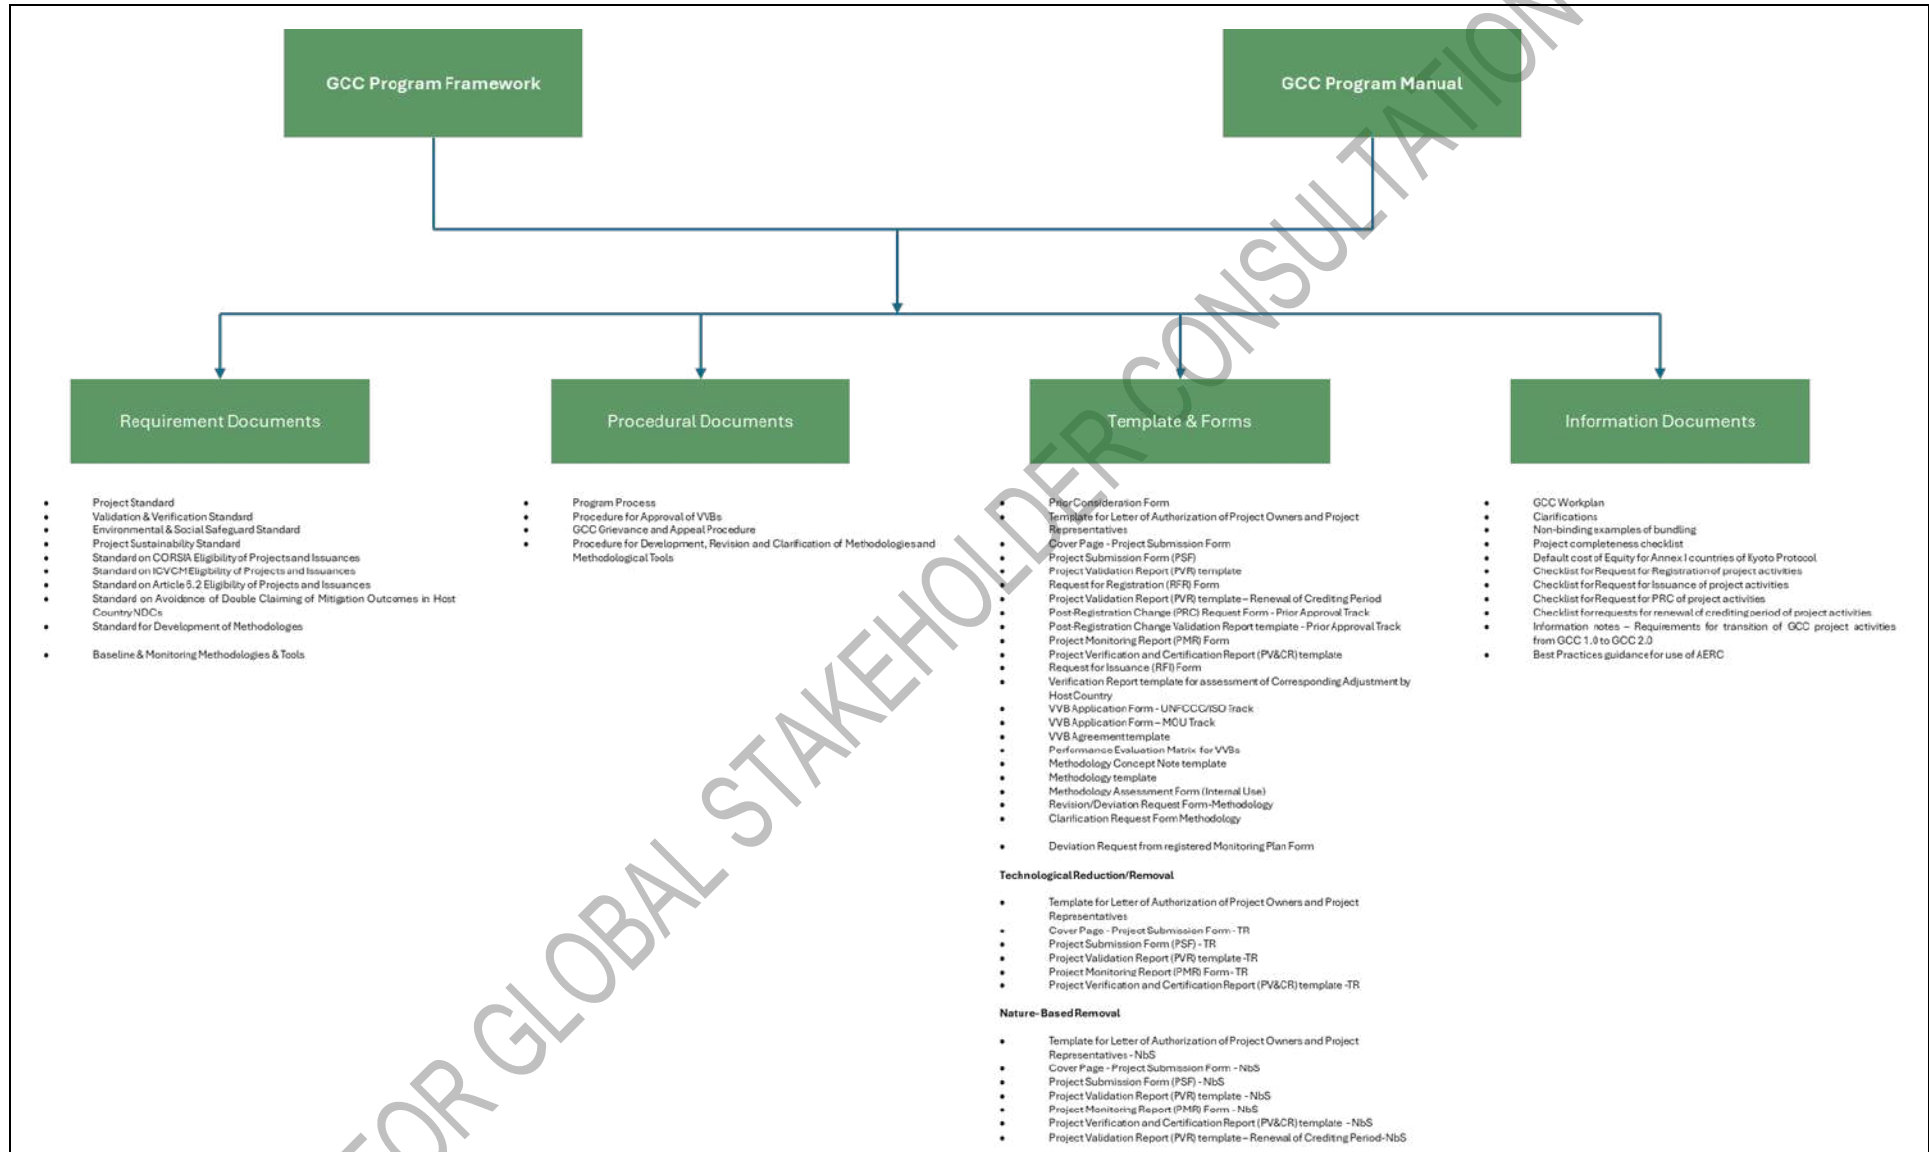 GCC Program Framework
GCC Program Manual
Requirement Documents
Procedural Documents
Template & Forms
Information Documents
• Project Standard
• Validation & Verification Standard
• Environmental & Social Safeguard Standard
• Project Sustainability Standard
• Standard on CORSIA Eligibility of Projects and Issuances
• Standard on ICVCM Eligibility of Projects and Issuances
• Standard on Article 6.2 Eligibility of Projects and Issuances
• Standard on Avoidance of Double Claiming of Mitigation Outcomes in Host
Country NDCs
• Standard for Development of Methodologies
• Baseline & Monitoring Methodologies & Tools
• Program Process
• Procedure for Approval of VVBs
• GCC Grievance and Appeal Procedure
• Procedure for Development, Revision and Clarification of Methodologies and
Methodological Tools
• Prior Consideration Form
• Template for Letter of Authorization of Project Owners and Project
Representatives
• Cover Page - Project Submission Form
• Project Submission Form (PSF)
• Project Validation Report (PVR) template
• Request for Registration (RFR) Form
• Project Validation Report (PVR) template – Renewal of Crediting Period
• Post-Registration Change (PRC) Request Form - Prior Approval Track
• Post-Registration Change Validation Report template - Prior Approval Track
• Project Monitoring Report (PMR) Form
• Project Verification and Certification Report (PV&CR) template
• Request for Issuance (RFI) Form
• Verification Report template for assessment of Corresponding Adjustment by
Host Country
• VVB Application Form - UNFCCC/ISO Track
• VVB Application Form – MOU Track
• VVB Agreement template
• Performance Evaluation Matrix for VVBs
• Methodology Concept Note template
• Methodology template
• Methodology Assessment Form (Internal Use)
• Revision/Deviation Request Form-Methodology
• Clarification Request Form Methodology
• Deviation Request from registered Monitoring Plan Form
Technological Reduction/Removal
• Template for Letter of Authorization of Project Owners and Project
Representatives
• Cover Page - Project Submission Form - TR
• Project Submission Form (PSF) - TR
• Project Validation Report (PVR) template -TR
• Project Monitoring Report (PMR) Form - TR
• Project Verification and Certification Report (PV&CR) template -TR
Nature- Based Removal
• Template for Letter of Authorization of Project Owners and Project
Representatives - NbS
• Cover Page - Project Submission Form - NbS
• Project Submission Form (PSF) - NbS
• Project Validation Report (PVR) template - NbS
• Project Monitoring Report (PMR) Form - NbS
• Project Verification and Certification Report (PV&CR) template - NbS
• Project Validation Report (PVR) template – Renewal of Crediting Period-NbS
• GCC Workplan
• Clarifications
• Non-binding examples of bundling
• Project completeness checklist
• Default cost of Equity for Annex I countries of Kyoto Protocol
• Checklist for Request for Registration of project activities
• Checklist for Request for Issuance of project activities
• Checklist for Request for PRC of project activities
• Checklist for requests for renewal of crediting period of project activities
• Information notes – Requirements for transition of GCC project activities
from GCC 1.0 to GCC 2.0
• Best Practices guidance for use of AERC
FOR GLOBAL STAKEHOLDER CONSULTATION